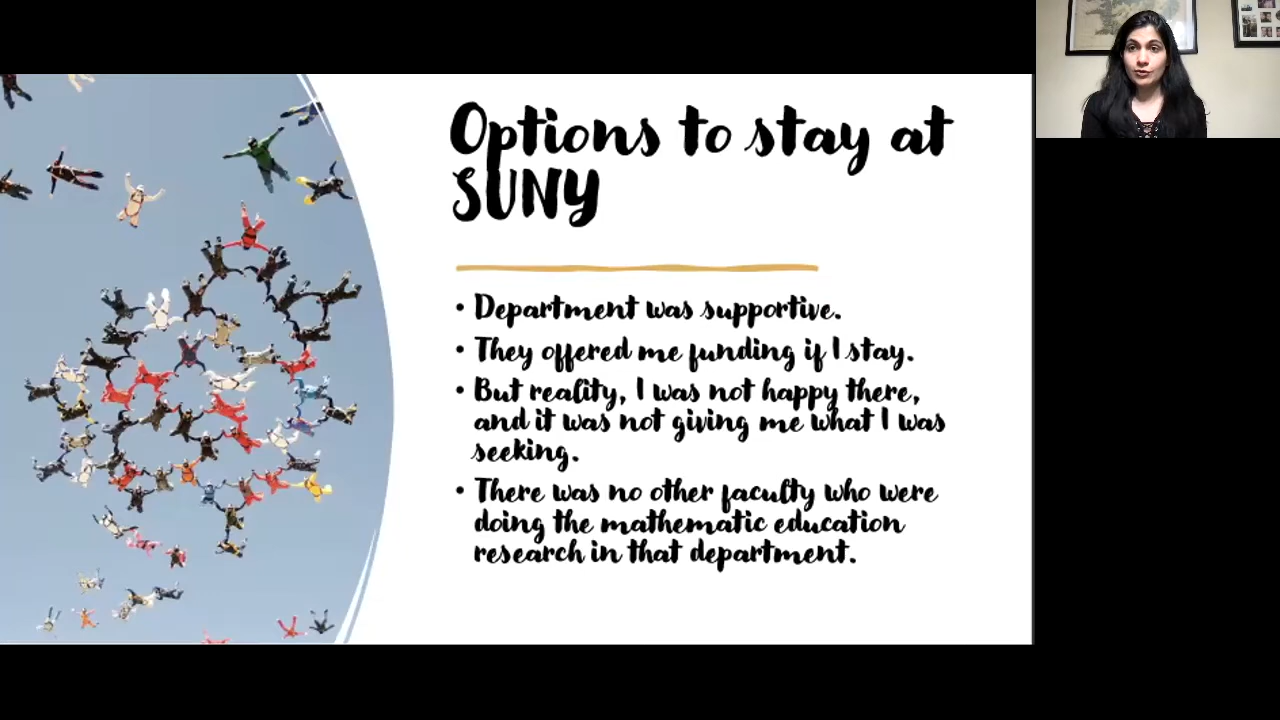 Options to stay at
SUNY
• Department was supportive.
• They offered me funding if I stay.
• But reality, I was not happy there,
and it was not giving me what I was
seeking.
• There was no other faculty who were
doing the mathematic education
research in that department.